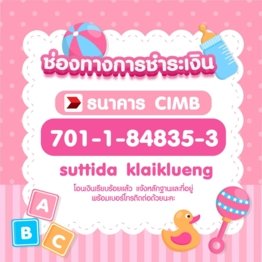 ช่องทางการชำระเงิน
ธนาคาร CIMB
701-1-84835-3
suttida klaiklueng
โอนเงินเรียบร้อยแล้ว แจ้งหลักฐานและที่อยู่
พร้อมเบอร์โทรติดต่อด้วยนะคะ
A
B
C